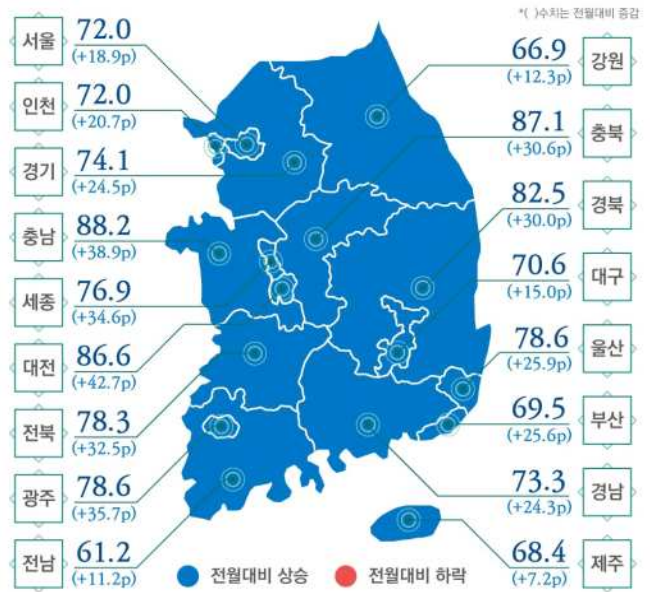 *( )수치는 전월대비 증감
서울 72.0
(+18.9p)
인천 72.0
(+20.7p)
경기 74.1
(+24.5p)
충남 88.2
(+38.9p)
세종 76.9
(+34.6p)
대전 86.6
(+42.7p)
전북 78.3
(+32.5p)
광주 78.6
(+35.7p)
전남 61.2
(+11.2p)
66.9 강원
(+12.3p)
87.1 충북
(+30.6p)
82.5 경북
(+30.0p)
70.6 대구
(+15.0p)
78.6 울산
(+25.9p)
69.5 부산
(+25.6p)
73.3 경남
(+24.3p)
68.4 제주
(+7.2p)
전월대비 상승 전월대비 하락